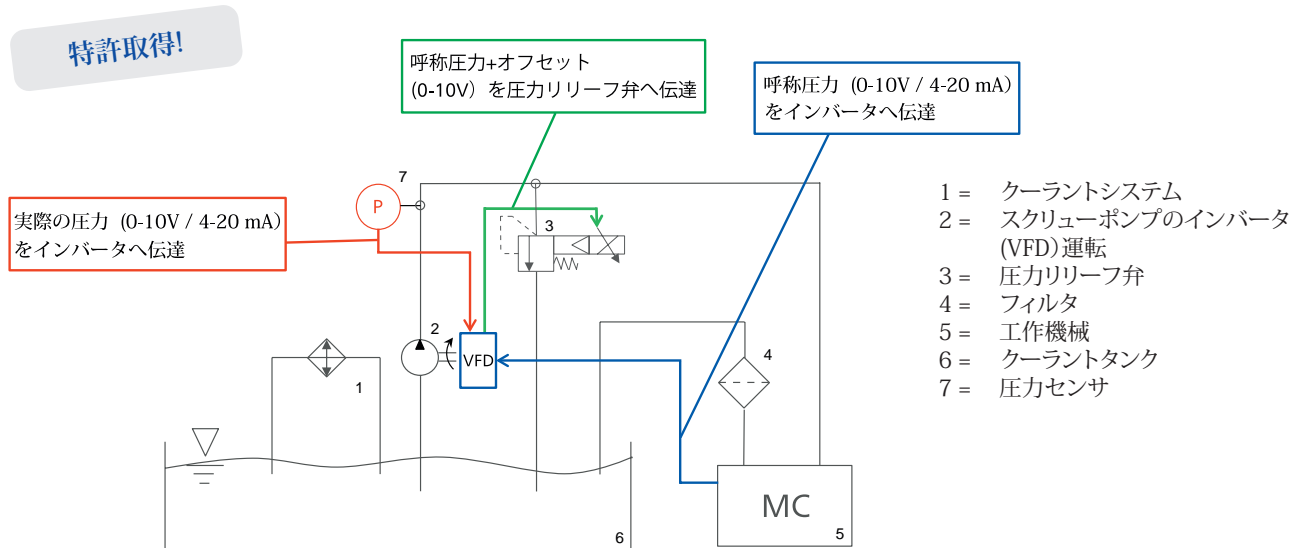 特許取得!
呼称圧力+オフセット
(0-10V）を圧力リリーフ弁へ伝達
呼称圧力 (0-10V / 4-20 mA)
をインバータへ伝達
実際の圧力 (0-10V / 4-20 mA)
をインバータへ伝達
P
7
3
2
VFD
1
4
MC
5
6
1 = クーラントシステム
2 = スクリューポンプのインバータ
(VFD)運転
3 = 圧力リリーフ弁
4 = フィルタ
5 = 工作機械
6 = クーラントタンク
7 = 圧力センサ